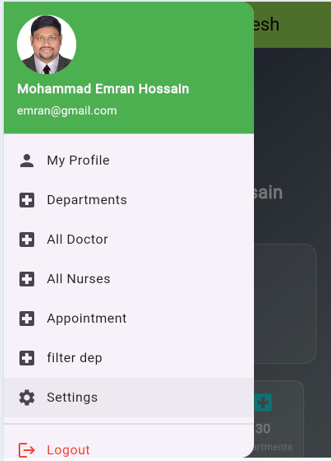 esh
Mohammad Emran Hossain
emran@gmail.com
My Profile
Departments
All Doctor
sain
All Nurses
Appointment
filter dep
Settings
30
artments
Logout